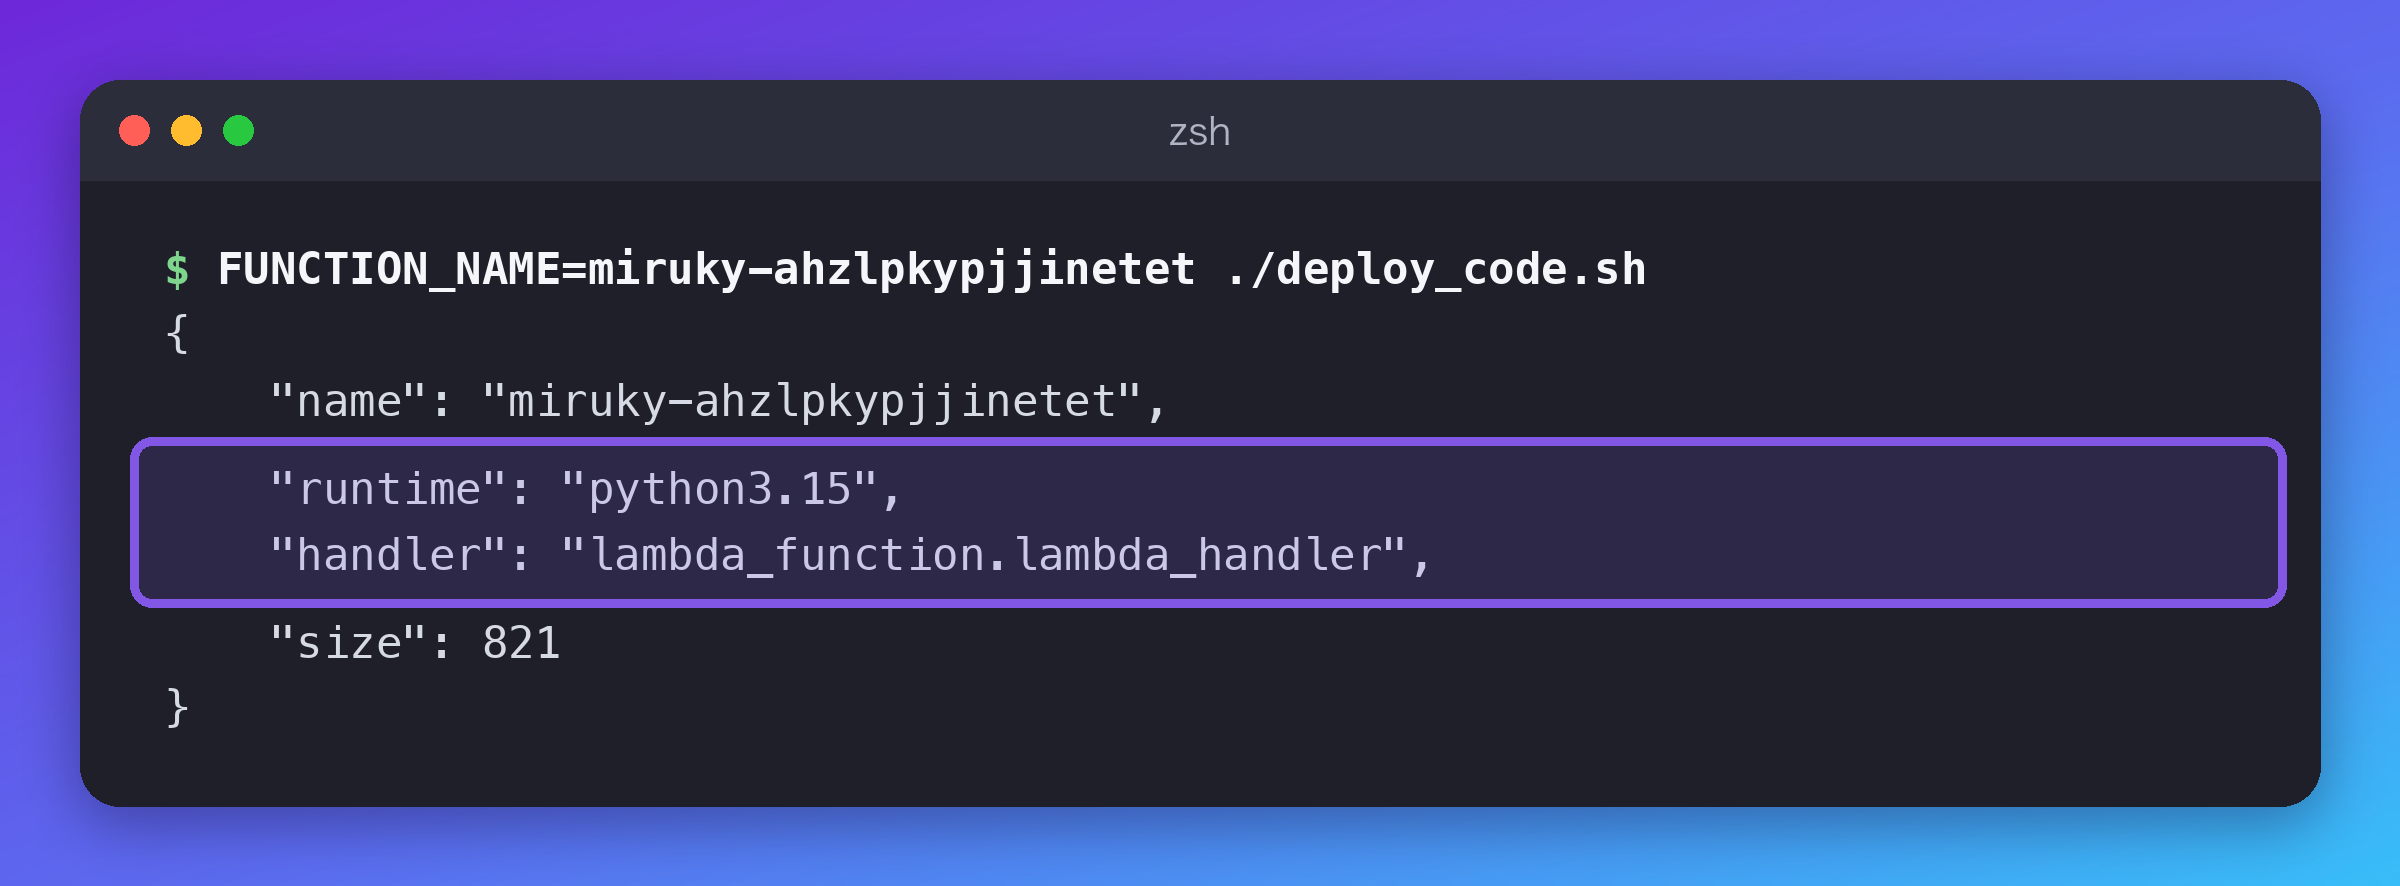 zsh
$ FUNCTION_NAME=miruky-ahzlpkypjjinetet ./deploy_code.sh
{
    "name": "miruky-ahzlpkypjjinetet",
    "runtime": "python3.15",
    "handler": "lambda_function.lambda_handler",
    "size": 821
}